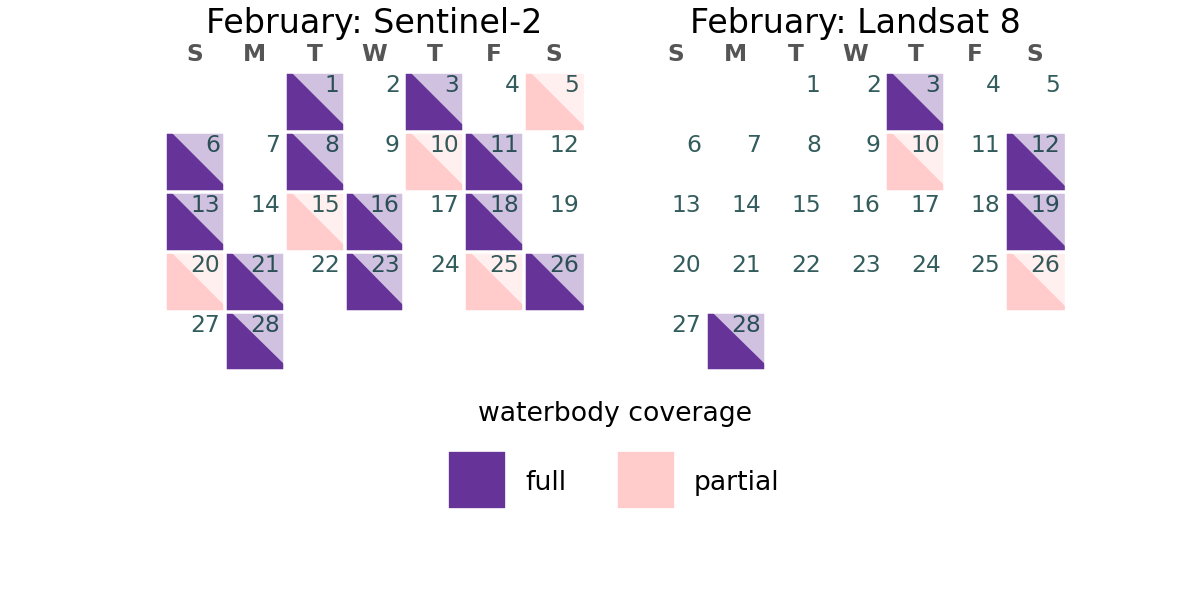 February: Sentinel-2
S M T W T F S
1 2 3 4 5
6 7 8 9 10 11 12
13 14 15 16 17 18 19
20 21 22 23 24 25 26
27 28
February: Landsat 8
S M T W T F S
1 2 3 4 5
6 7 8 9 10 11 12
13 14 15 16 17 18 19
20 21 22 23 24 25 26
27 28
waterbody coverage
full partial